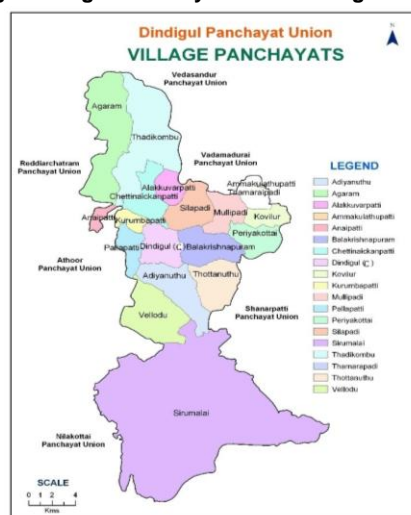 Dindigul Panchayat Union
VILLAGE PANCHAYATS
N
Vedasandur
Panchayat Union
Agaram
Thadikombu
Reddiarchatram
Panchayat Union
Vadamadurai
Panchayat Union
Alakkuvarpatti
Chettinaickanpatti
Ammakulathupatti
Thamaraipadi
Silapadi
Mullipadi
Kovilur
Anaipatti
Kurumbapatti
Periyakottai
Athoor
Panchayat Union
Dindigul (C)
Balakrishnapuram
Adiyanuthu
Thottanuthu
Shanarpatti
Panchayat Union
Vellodu
Sirumalai
Nilakottai
Panchayat Union
LEGEND
Adiyanuthu
Agaram
Alakkuvarpatti
Ammakulathupatti
Anaipatti
Balakrishnapuram
Chettinaickanpatti
Dindigul (C)
Kovilur
Kurumbapatti
Mullipadi
Pallapatti
Periyakottai
Silapadi
Sirumalai
Thadikombu
Thamarapadi
Thottanuthu
Vellodu
SCALE
0 1 2 4
Kms